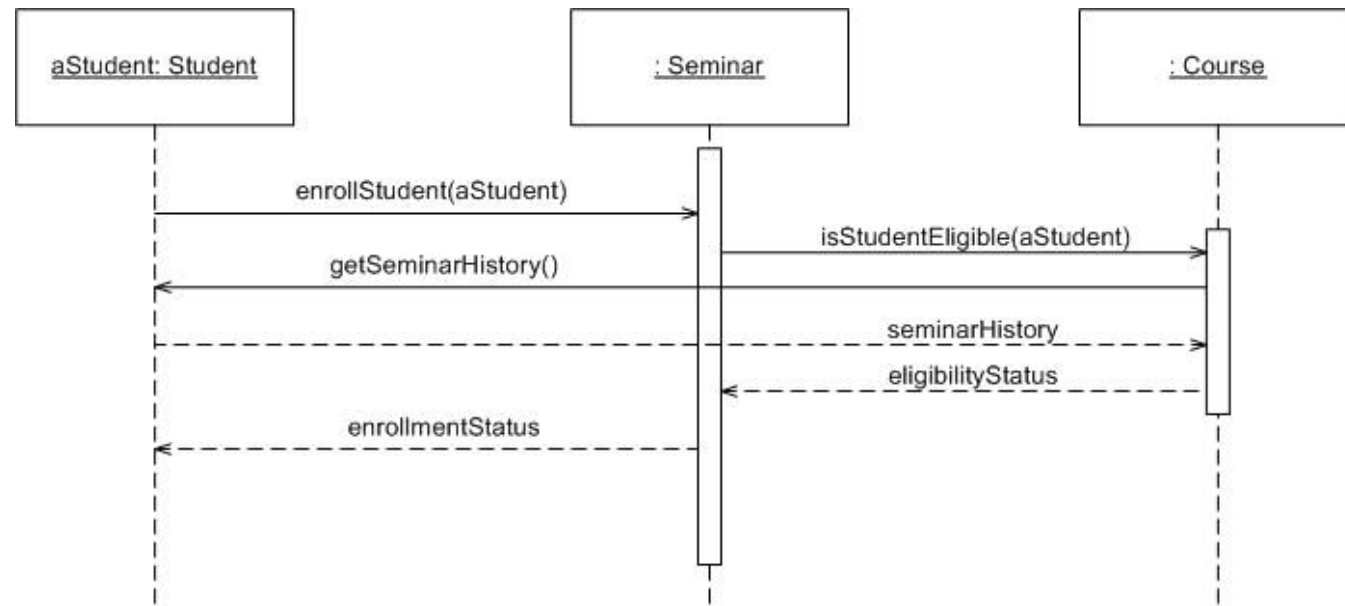 aStudent: Student
: Seminar
: Course
enrollStudent(aStudent)
isStudentEligible(aStudent)
getSeminarHistory()
seminarHistory
eligibilityStatus
enrollmentStatus